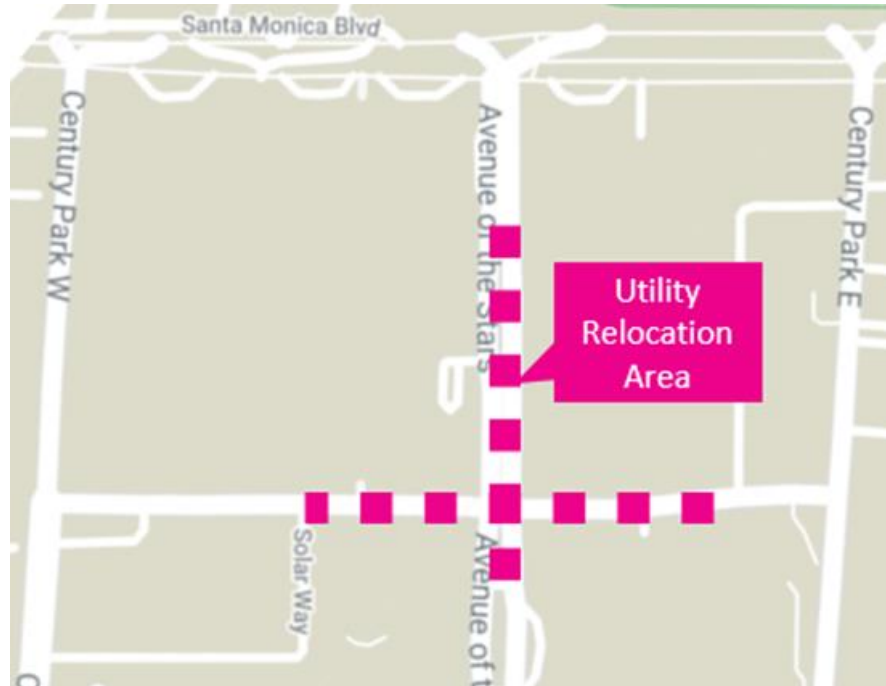 Santa Monica Blvd
Century Park W
Avenue of the Stars
Century Park E
Utility
Relocation
Area
Solar Way
Avenue of t
C